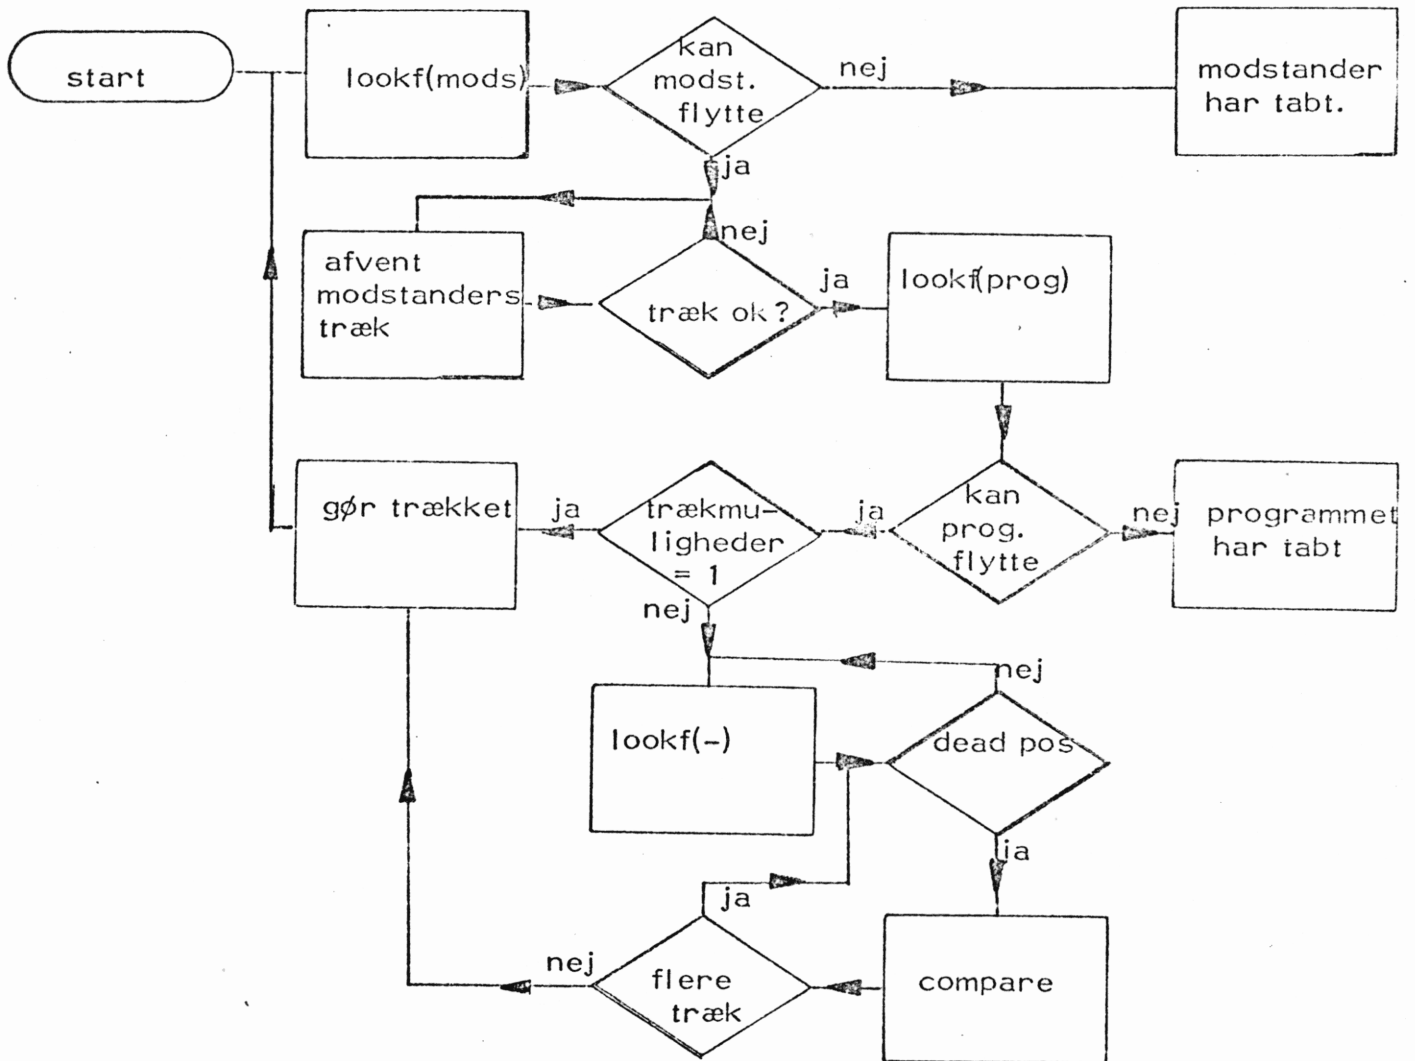 start
lookf(mods)
kan
modst.
flytte
nej
modstander
har tabt.
ja
nej
afvent
modstanders
træk
træk ok?
ja
lookf(prog)
gør trækket
ja
trækmu-
ligheder
= 1
ja
kan
prog.
flytte
nej
programmet
har tabt
nej
nej
lookf(-)
dead pos
ja
ja
nej
flere
træk
compare